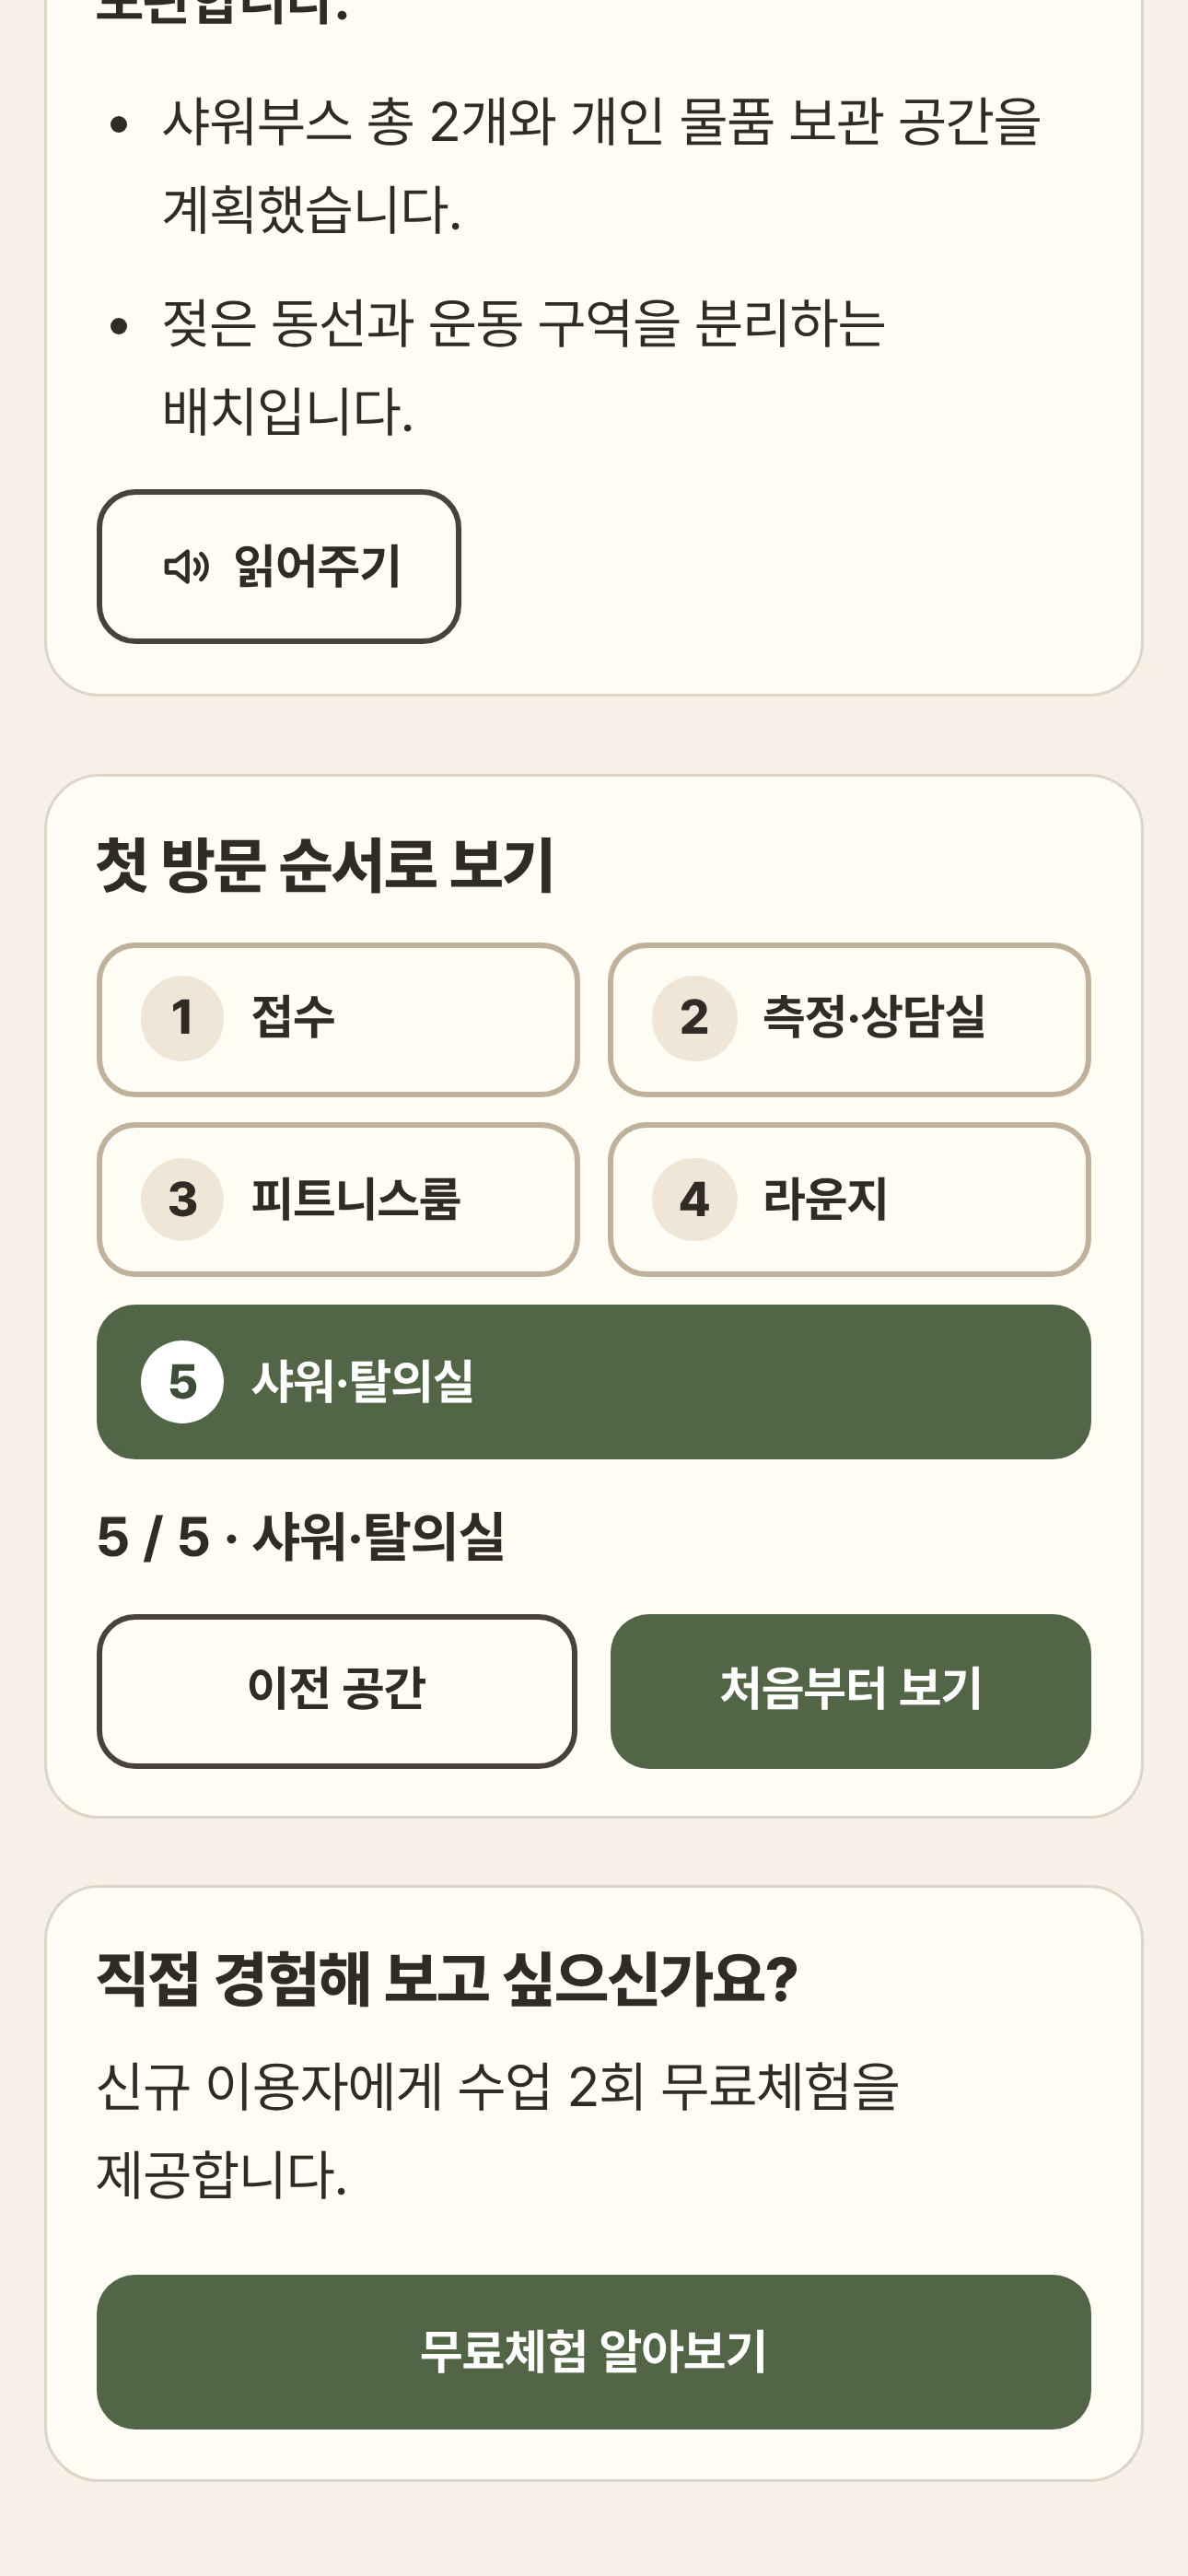 샤워부스 총 2개와 개인 물품 보관 공간을
계획했습니다.
젖은 동선과 운동 구역을 분리하는
배치입니다.
읽어주기
첫 방문 순서로 보기
1 접수
2 측정·상담실
3 피트니스룸
4 라운지
5 샤워·탈의실
5 / 5 · 샤워·탈의실
이전 공간
처음부터 보기
직접 경험해 보고 싶으신가요?
신규 이용자에게 수업 2회 무료체험을
제공합니다.
무료체험 알아보기